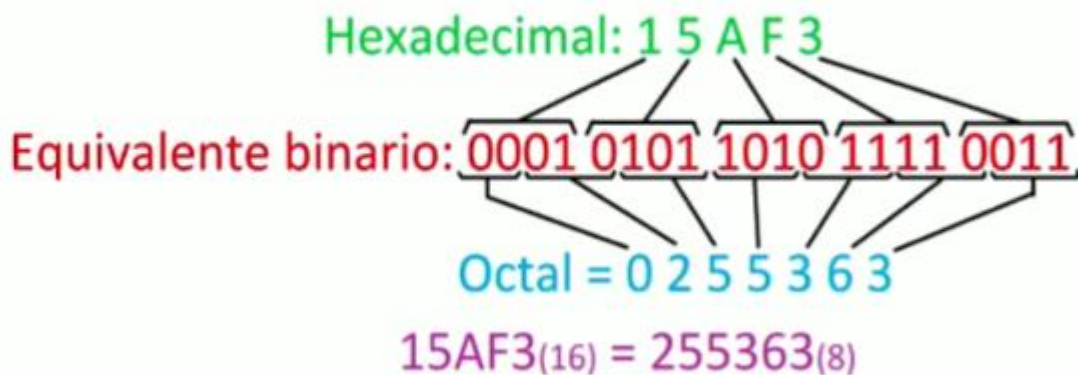 Hexadecimal: 1 5 A F 3
Equivalente binario: 0001 0101 1010 1111 0011
Octal = 0 2 5 5 3 6 3
15AF3(16) = 255363(8)